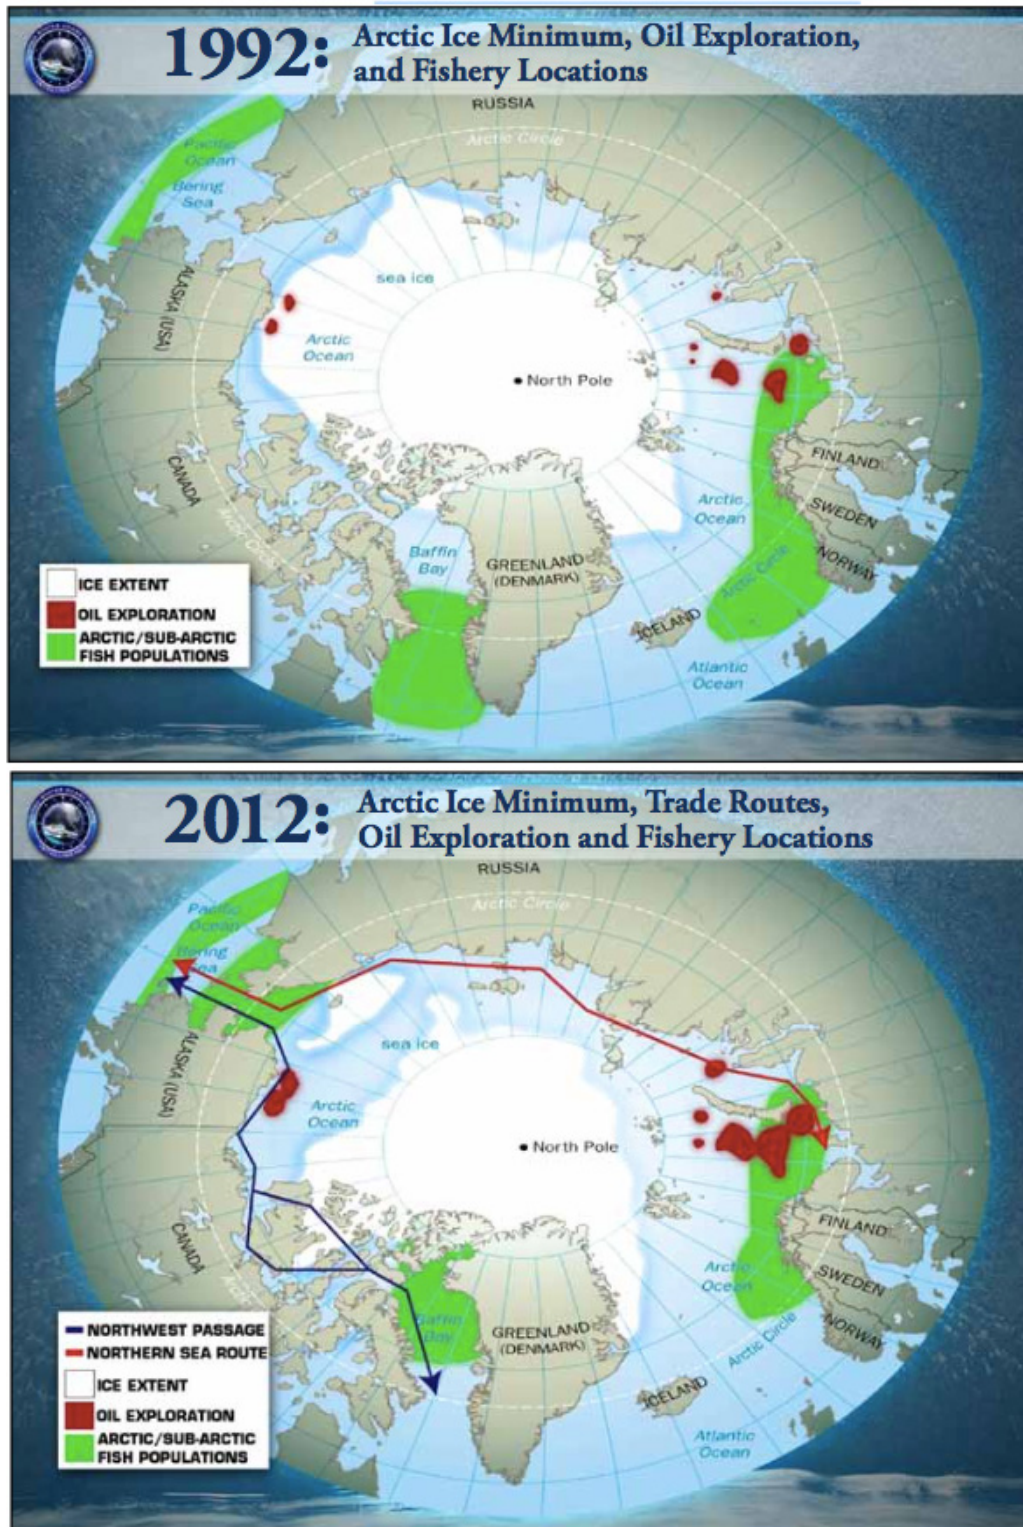 1992: Arctic Ice Minimum, Oil Exploration,
and Fishery Locations
RUSSIA
Arctic Circle
Pacific
Ocean
Bering
Sea
sea ice
ALASKA (USA)
Arctic
Ocean
North Pole
FINLAND
CANADA
Arctic
Ocean
SWEDEN
Baffin
Bay
GREENLAND
(DENMARK)
NORWAY
Arctic Circle
ICELAND
Atlantic
Ocean
ICE EXTENT
OIL EXPLORATION
ARCTIC/SUB-ARCTIC
FISH POPULATIONS
2012: Arctic Ice Minimum, Trade Routes,
Oil Exploration and Fishery Locations
RUSSIA
Arctic Circle
Pacific
Ocean
Bering
Sea
sea ice
ALASKA (USA)
Arctic
Ocean
North Pole
CANADA
FINLAND
Arctic
Ocean
SWEDEN
Baffin
Bay
GREENLAND
(DENMARK)
NORWAY
Arctic Circle
ICELAND
Atlantic
Ocean
NORTHWEST PASSAGE
NORTHERN SEA ROUTE
ICE EXTENT
OIL EXPLORATION
ARCTIC/SUB-ARCTIC
FISH POPULATIONS